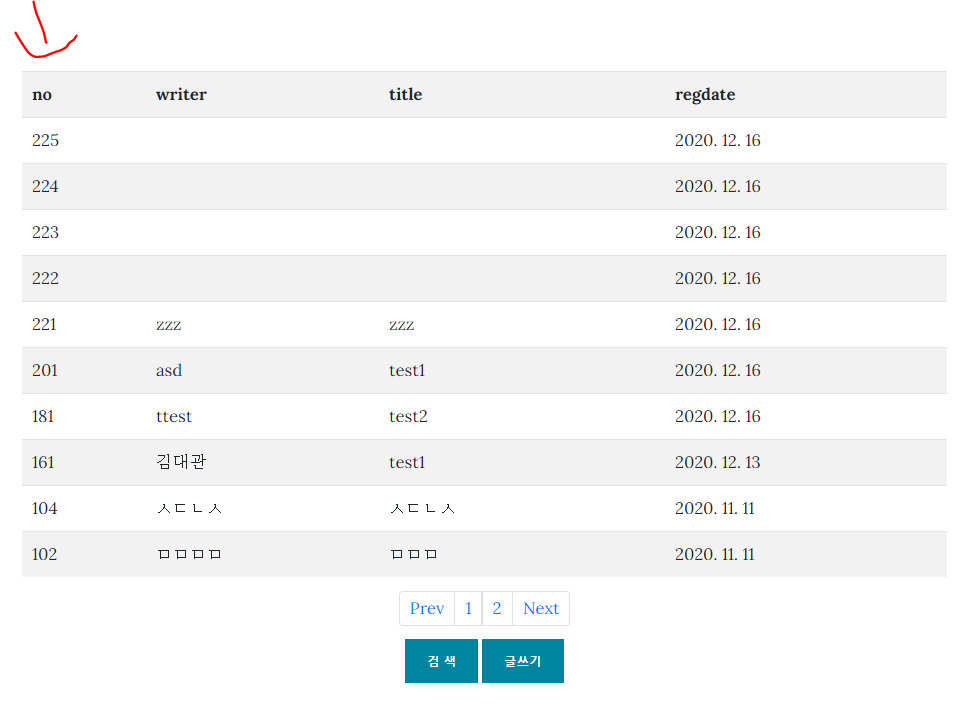 no writer title regdate
225 2020. 12. 16
224 2020. 12. 16
223 2020. 12. 16
222 2020. 12. 16
221 zzz zzz 2020. 12. 16
201 asd test1 2020. 12. 16
181 ttest test2 2020. 12. 16
161 김대관 test1 2020. 12. 13
104 ㅅㄷㄴㅅ ㅅㄷㄴㅅ 2020. 11. 11
102 ㅁㅁㅁㅁ ㅁㅁㅁ 2020. 11. 11
Prev 1 2 Next
검 색 글쓰기